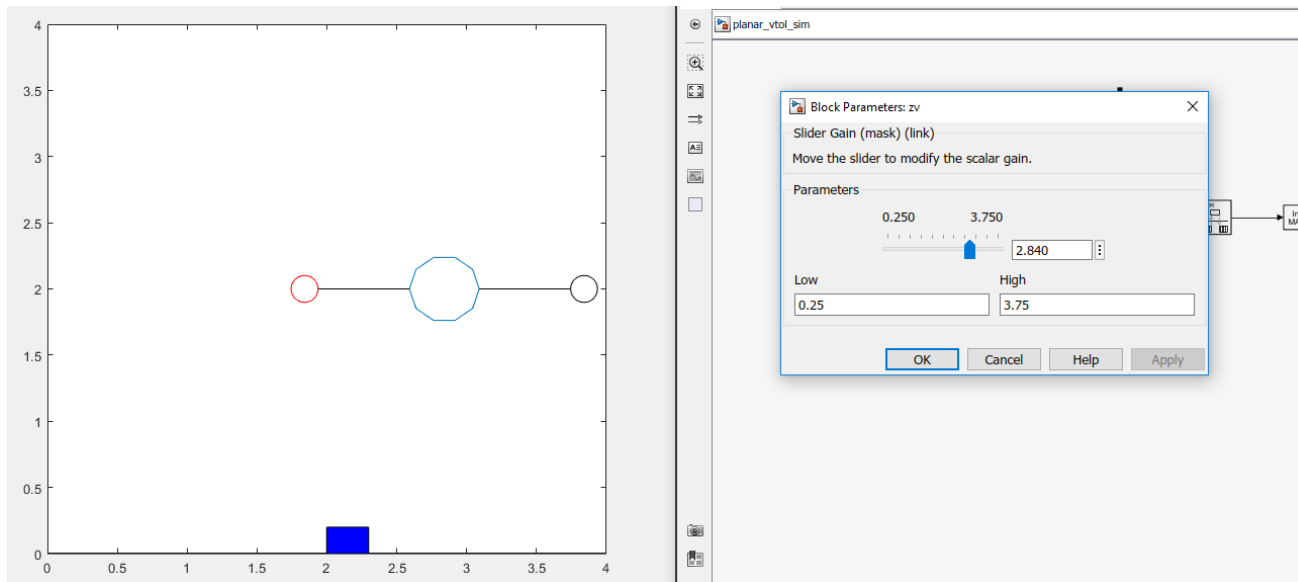 4
3.5
3
2.5
2
1.5
1
0.5
0
0 0.5 1 1.5 2 2.5 3 3.5 4
planar_vtol_sim
Block Parameters: zv
Slider Gain (mask) (link)
Move the slider to modify the scalar gain.
Parameters
0.250 3.750
2.840
Low High
0.25 3.75
OK Cancel Help Apply